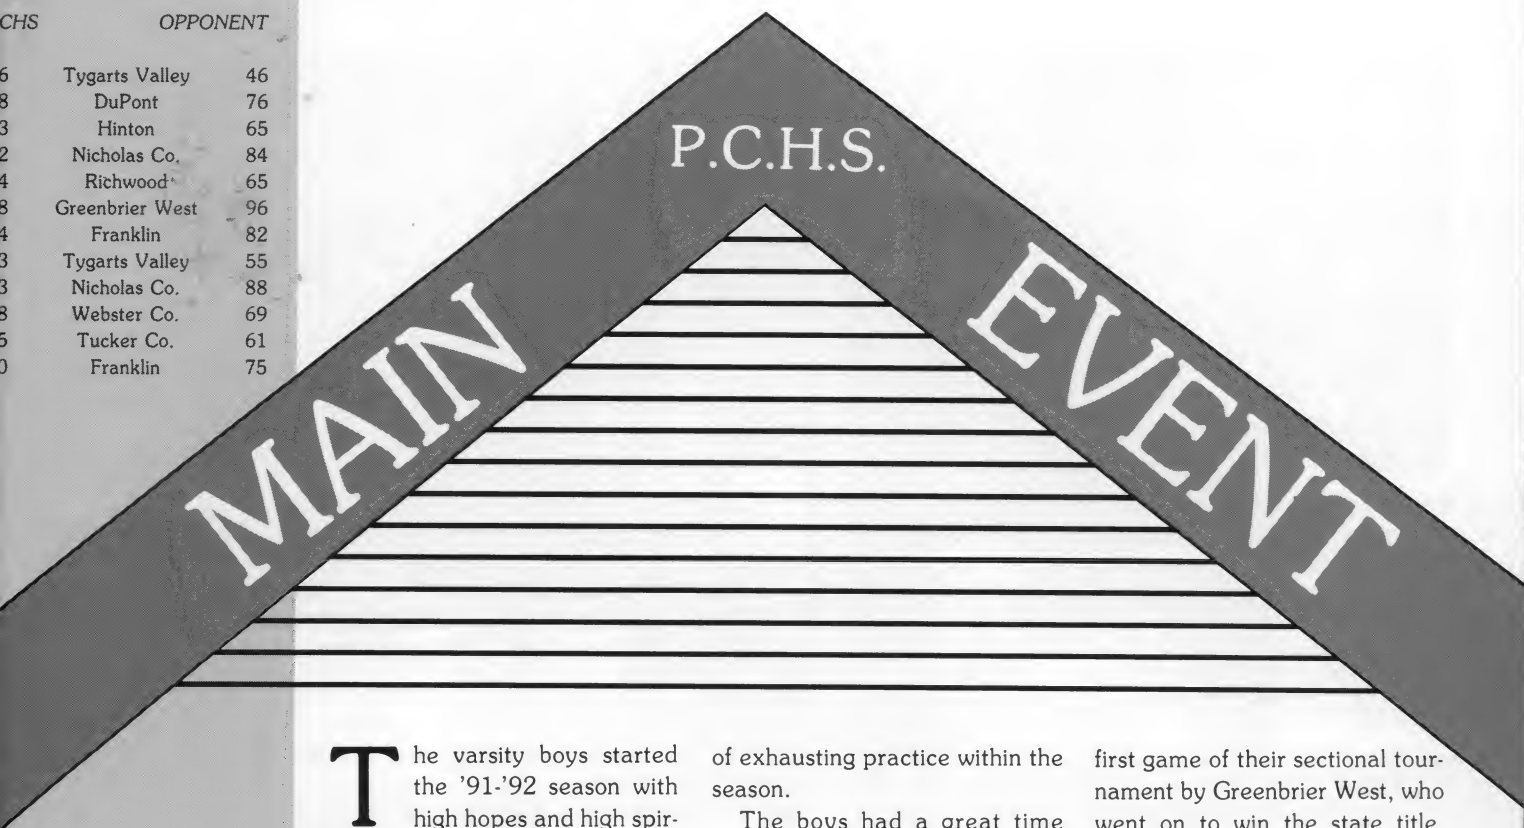 CHS OPPONENT
6 Tygarts Valley 46
8 DuPont 76
3 Hinton 65
2 Nicholas Co. 84
4 Richwood 65
8 Greenbrier West 96
4 Franklin 82
3 Tygarts Valley 55
3 Nicholas Co. 88
8 Webster Co. 69
5 Tucker Co. 61
0 Franklin 75
P.C.H.S.
MAIN EVENT
The varsity boys started
the '91-'92 season with
high hopes and high spir-
of exhausting practice within the
season.
The boys had a great time
first game of their sectional tour-
nament by Greenbrier West, who
went on to win the state title.